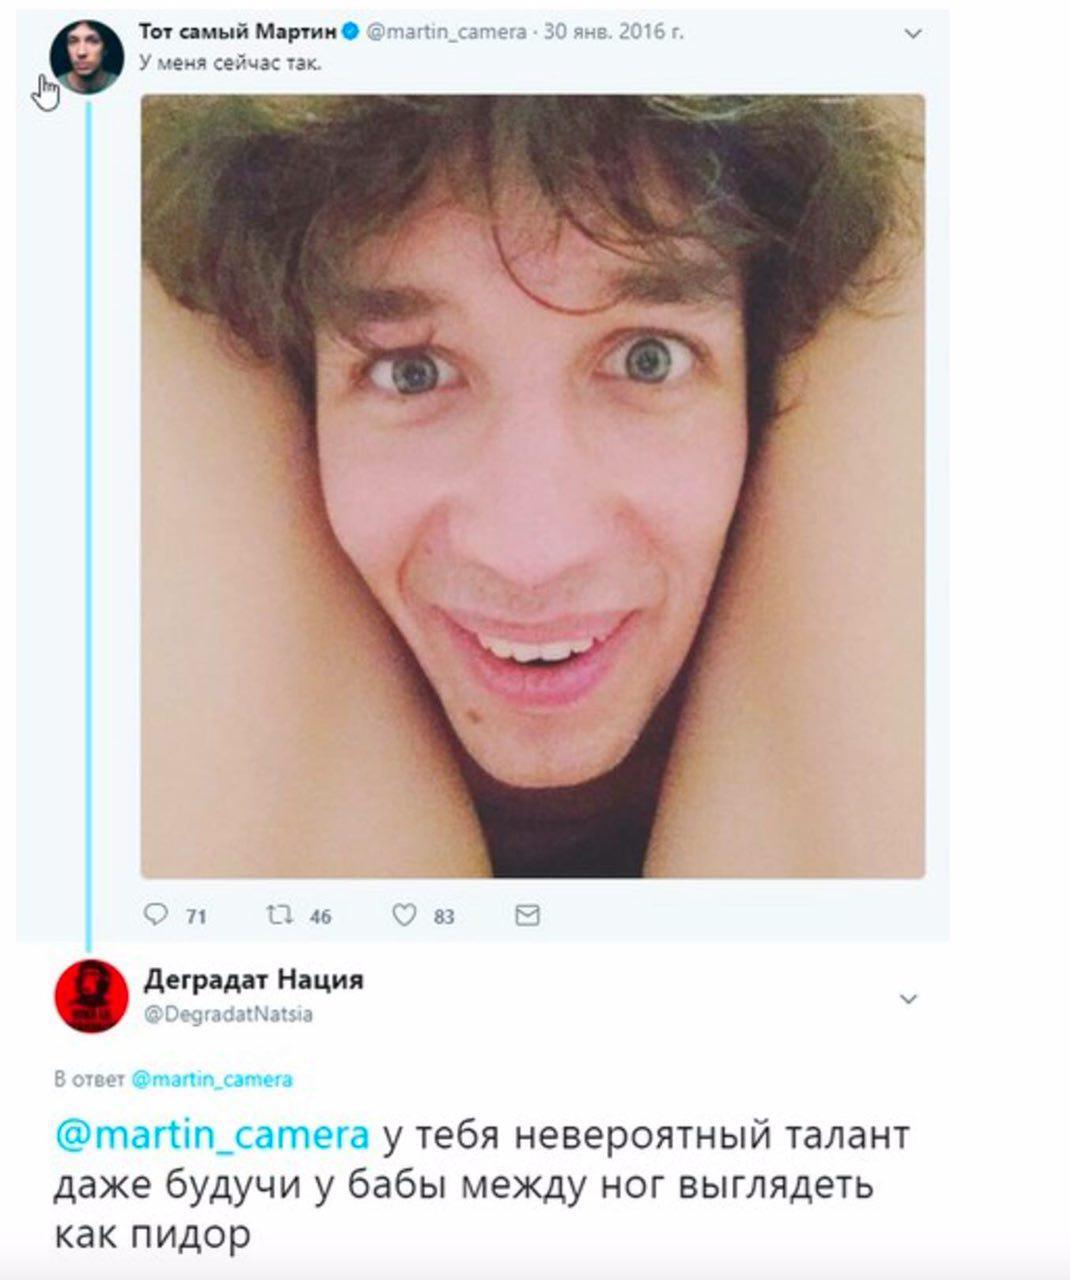 Тот самый Мартин @martin_camera · 30 янв. 2016 г.
У меня сейчас так.
71 46 83
Деградат Нация
@DegradatNatsia
В ответ @martin_camera
@martin_camera у тебя невероятный талант
даже будучи у бабы между ног выглядеть
как пидор